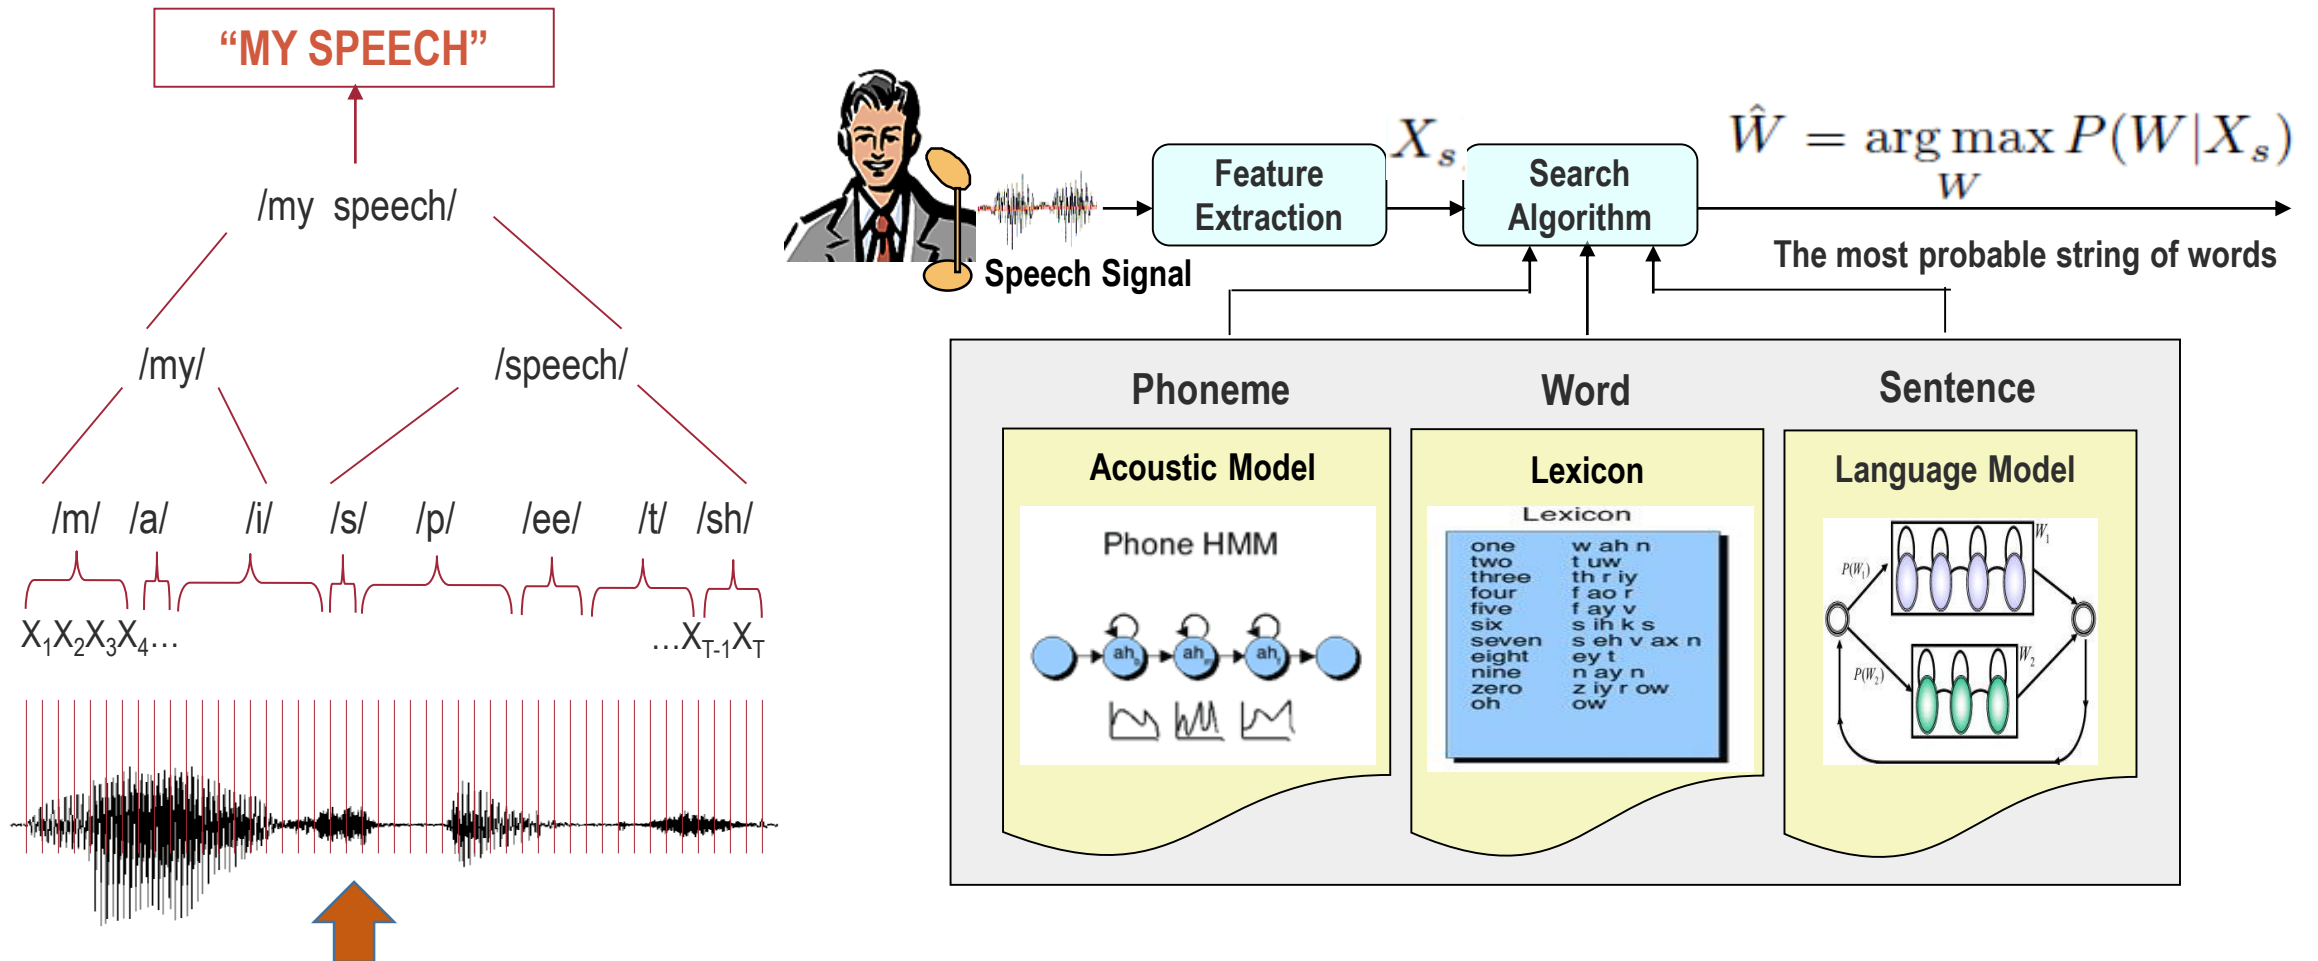 “MY SPEECH”
/my speech/
/my/ /speech/
/m/ /a/ /i/ /s/ /p/ /ee/ /t/ /sh/
X1X2X3X4... ...XT-1XT
Speech Signal
Feature
Extraction
Xs
Search
Algorithm
Ŵ = arg max P(W|Xs)
W
The most probable string of words
Phoneme
Acoustic Model
Phone HMM
ahb ahm ahf
Word
Lexicon
Lexicon
one w ah n
two t uw
three th r iy
four f ao r
five f ay v
six s ih k s
seven s eh v ax n
eight ey t
nine n ay n
zero z iy r ow
oh ow
Sentence
Language Model
W1
P(W1)
W2
P(W2)